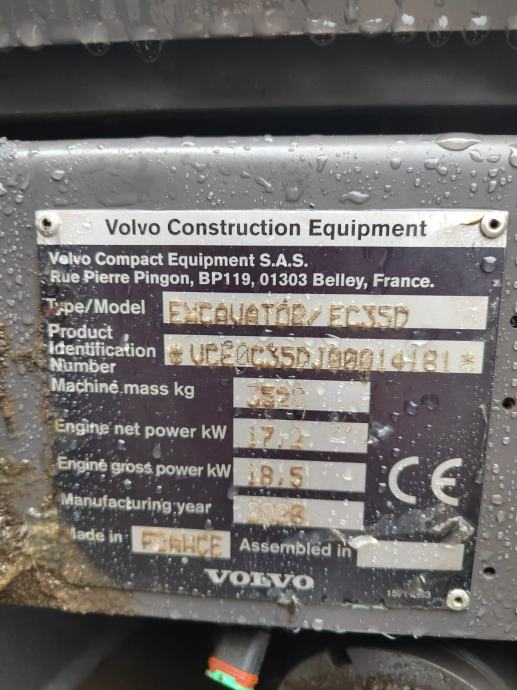 Volvo Construction Equipment
Volvo Compact Equipment S.A.S.
Rue Pierre Pingon, BP119, 01303 Belley, France.
Type/Model EXCAVATOR/EC35D
Product
Identification
Number *VCE0C35DJ00014181*
Machine mass kg
Engine net power kW 17,2
Engine gross power kW 18,5
Manufacturing year
Made in FRANCE Assembled in
CE
VOLVO